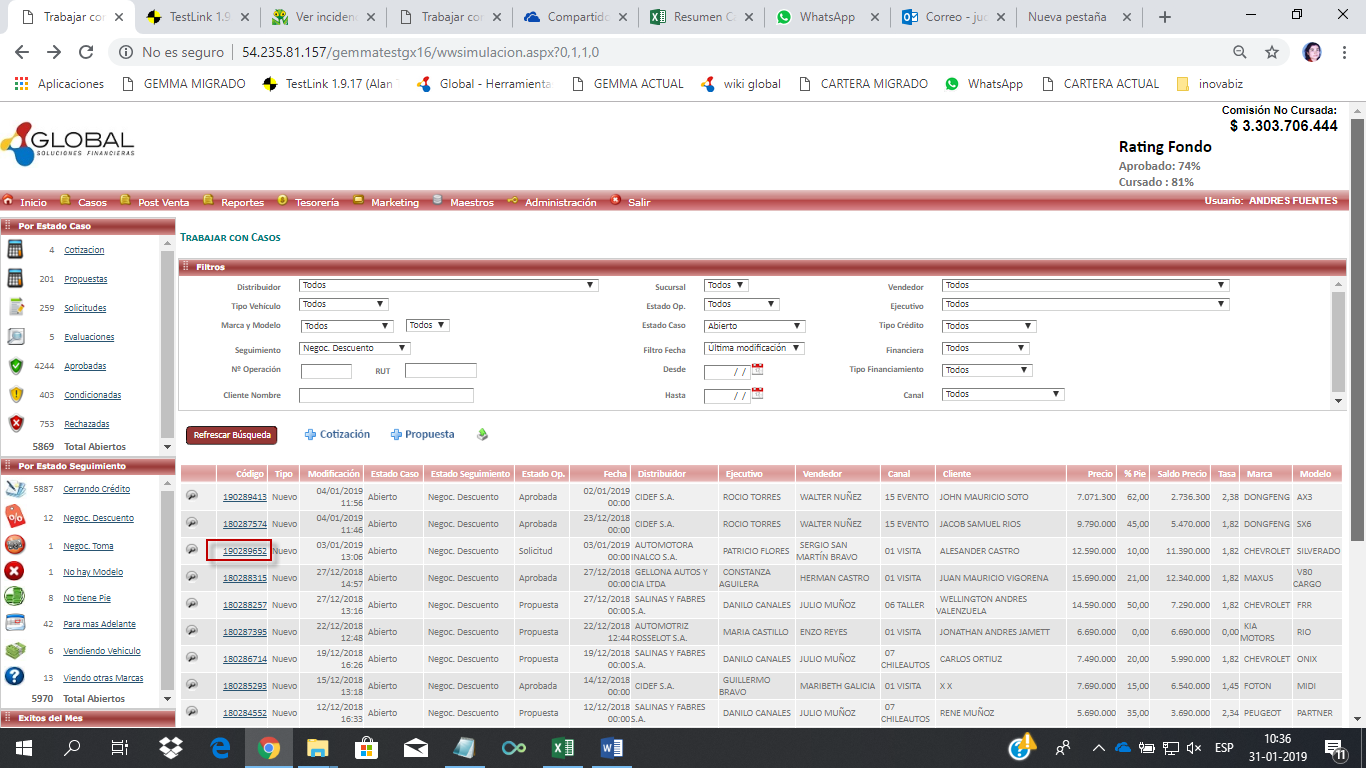 Trabajar con
TestLink 1.9
Ver inciden
Trabajar con
Compartido
Resumen C
WhatsApp
Correo - juc
Nueva pestaña
No es seguro | 54.235.81.157/gemmatestgx16/wwsimulacion.aspx?0,1,1,0
Aplicaciones GEMMA MIGRADO TestLink 1.9.17 (Alan Global - Herramienta: GEMMA ACTUAL wiki global CARTERA MIGRADO WhatsApp CARTERA ACTUAL inovabiz
Comisión No Cursada:
$ 3.303.706.444
GLOBAL
SOLUCIONES FINANCIERAS
Rating Fondo
Aprobado: 74%
Cursado : 81%
Inicio Casos Post Venta Reportes Tesorería Marketing Maestros Administración Salir Usuario: ANDRES FUENTES
Por Estado Caso
4 Cotizacion
201 Propuestas
259 Solicitudes
5 Evaluaciones
4244 Aprobadas
403 Condicionadas
753 Rechazadas
5869 Total Abiertos
Por Estado Seguimiento
5887 Cerrando Crédito
12 Negoc. Descuento
1 Negoc. Toma
1 No hay Modelo
8 No tiene Pie
42 Para mas Adelante
6 Vendiendo Vehiculo
13 Viendo otras Marcas
5970 Total Abiertos
Exitos del Mes
TRABAJAR CON CASOS
Filtros
Distribuidor Todos Sucursal Todos Vendedor Todos
Tipo Vehículo Todos Estado Op. Todos Ejecutivo Todos
Marca y Modelo Todos Todos Estado Caso Abierto Tipo Crédito Todos
Seguimiento Negoc. Descuento Filtro Fecha Última modificación Financiera Todos
Nº Operación RUT Desde / / Tipo Financiamiento Todos
Cliente Nombre Hasta / / Canal Todos
Refrescar Búsqueda Cotización Propuesta
Código Tipo Modificación Estado Caso Estado Seguimiento Estado Op. Fecha Distribuidor Ejecutivo Vendedor Canal Cliente Precio % Pie Saldo Precio Tasa Marca Modelo
190289413 Nuevo 04/01/2019 11:56 Abierto Negoc. Descuento Aprobada 02/01/2019 00:00 CIDEF S.A. ROCIO TORRES WALTER NUÑEZ 15 EVENTO JOHN MAURICIO SOTO 7.071.300 62,00 2.736.300 2,38 DONGFENG AX3
180287574 Nuevo 04/01/2019 11:46 Abierto Negoc. Descuento Aprobada 23/12/2018 00:00 CIDEF S.A. ROCIO TORRES WALTER NUÑEZ 15 EVENTO JACOB SAMUEL RIOS 9.790.000 45,00 5.470.000 1,82 DONGFENG SX6
190289652 Nuevo 03/01/2019 13:06 Abierto Negoc. Descuento Solicitud 03/01/2019 00:00 AUTOMOTORA INALCO S.A. PATRICIO FLORES SERGIO SAN MARTÍN BRAVO 01 VISITA ALESANDER CASTRO 12.590.000 10,00 11.390.000 1,82 CHEVROLET SILVERADO
180288315 Nuevo 27/12/2018 14:57 Abierto Negoc. Descuento Aprobada 27/12/2018 00:00 GELLONA AUTOS Y CIA LTDA CONSTANZA AGUILERA HERMAN CASTRO 01 VISITA JUAN MAURICIO VIGORENA 15.690.000 21,00 12.340.000 1,82 MAXUS V80 CARGO
180288257 Nuevo 27/12/2018 13:16 Abierto Negoc. Descuento Propuesta 27/12/2018 00:00 SALINAS Y FABRES S.A. DANILO CANALES JULIO MUÑOZ 06 TALLER WELLINGTON ANDRES VALENZUELA 14.590.000 50,00 7.290.000 1,82 CHEVROLET FRR
180287395 Nuevo 22/12/2018 12:48 Abierto Negoc. Descuento Propuesta 22/12/2018 12:44 AUTOMOTRIZ ROSSELOT S.A. MARIA CASTILLO ENZO REYES 01 VISITA JONATHAN ANDRES JAMETT 6.690.000 0,00 6.690.000 0,00 KIA MOTORS RIO
180286714 Nuevo 19/12/2018 16:26 Abierto Negoc. Descuento Propuesta 19/12/2018 00:00 SALINAS Y FABRES S.A. DANILO CANALES JULIO MUÑOZ 07 CHILEAUTOS CARLOS ORTIUZ 7.490.000 20,00 5.990.000 1,82 CHEVROLET ONIX
180285293 Nuevo 15/12/2018 13:18 Abierto Negoc. Descuento Aprobada 14/12/2018 00:00 CIDEF S.A. GUILLERMO BRAVO MARIBETH GALICIA 01 VISITA X X 7.690.000 15,00 6.540.000 1,45 FOTON MIDI
180284552 Nuevo 12/12/2018 16:33 Abierto Negoc. Descuento Propuesta 12/12/2018 00:00 SALINAS Y FABRES S.A. DANILO CANALES JULIO MUÑOZ 07 CHILEAUTOS RENE MUÑOZ 5.690.000 35,00 3.690.000 2,34 PEUGEOT PARTNER
ESP 10:36
31-01-2019
11